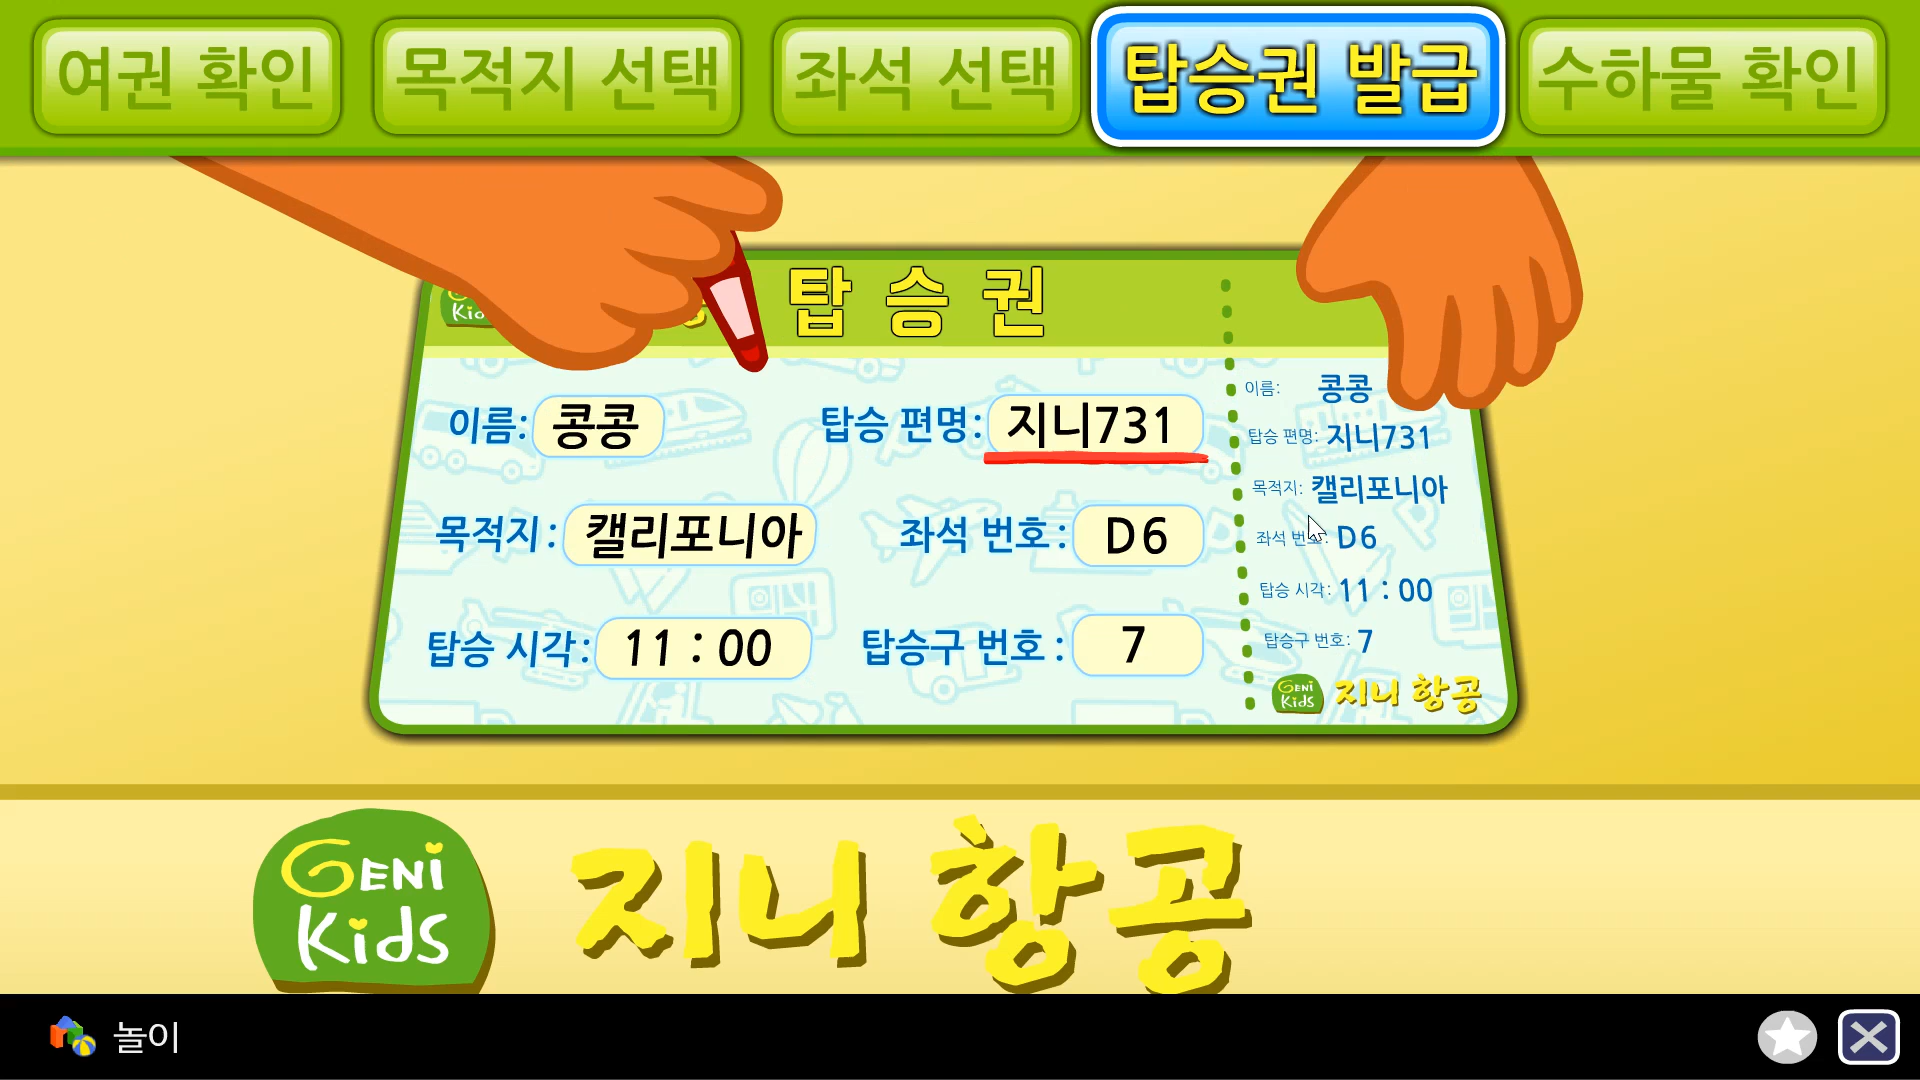 여권 확인 목적지 선택 좌석 선택 탑승권 발급 수하물 확인
탑 승 권
이름: 콩콩 탑승 편명: 지니731
목적지: 캘리포니아 좌석 번호: D6
탑승 시각: 11 : 00 탑승구 번호: 7
이름: 콩콩
탑승 편명: 지니731
목적지: 캘리포니아
좌석 번호: D6
탑승 시각: 11 : 00
탑승구 번호: 7
GENI Kids 지니 항공
GENI
Kids
지니 항공
놀이